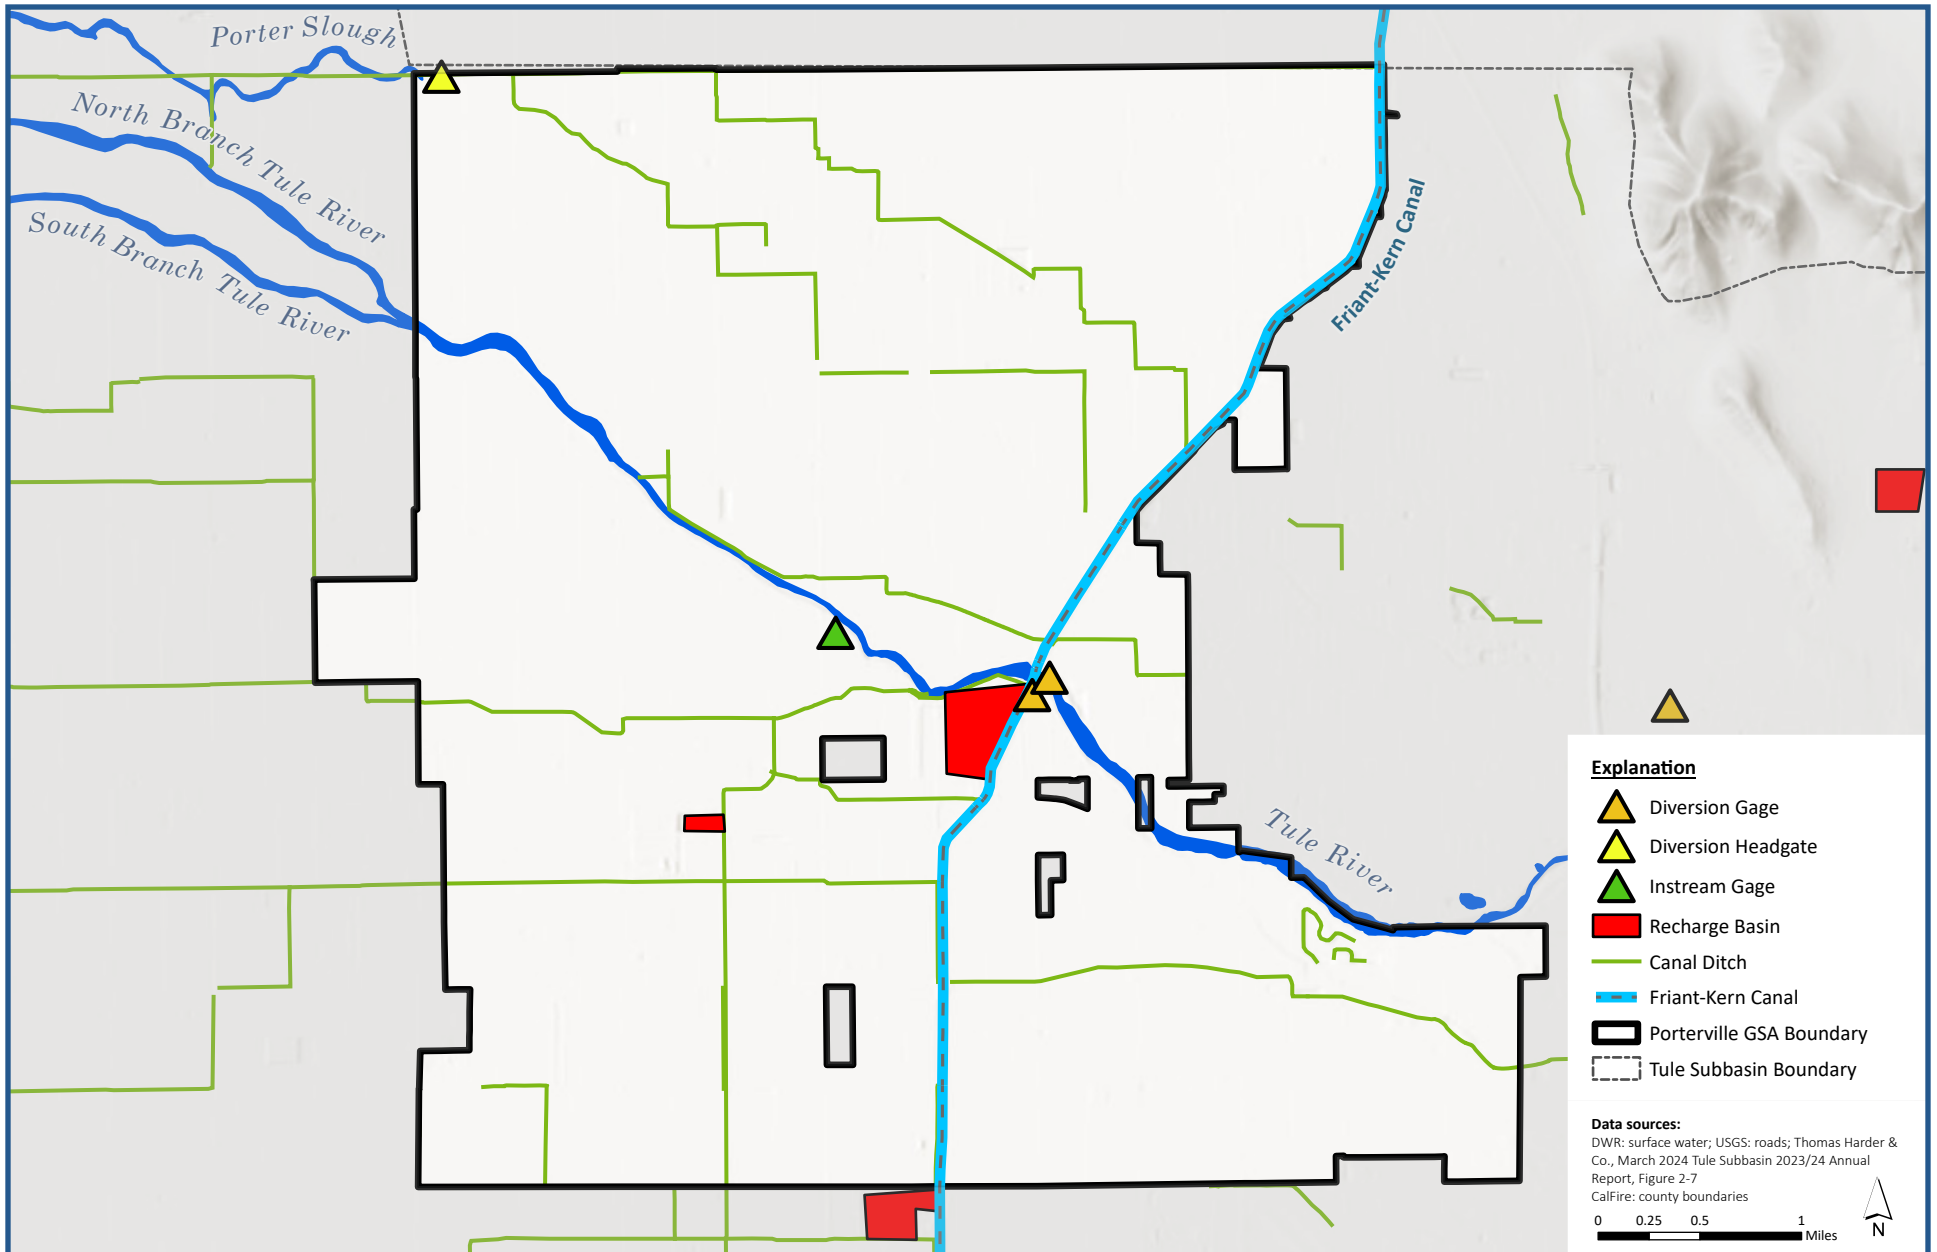 Porter Slough
North Branch Tule River
South Branch Tule River
Friant-Kern Canal
Tule River
Explanation
Diversion Gage
Diversion Headgate
Instream Gage
Recharge Basin
Canal Ditch
Friant-Kern Canal
Porterville GSA Boundary
Tule Subbasin Boundary
Data sources:
DWR: surface water; USGS: roads; Thomas Harder &
Co., March 2024 Tule Subbasin 2023/24 Annual
Report, Figure 2-7
CalFire: county boundaries
0 0.25 0.5 1
Miles
N